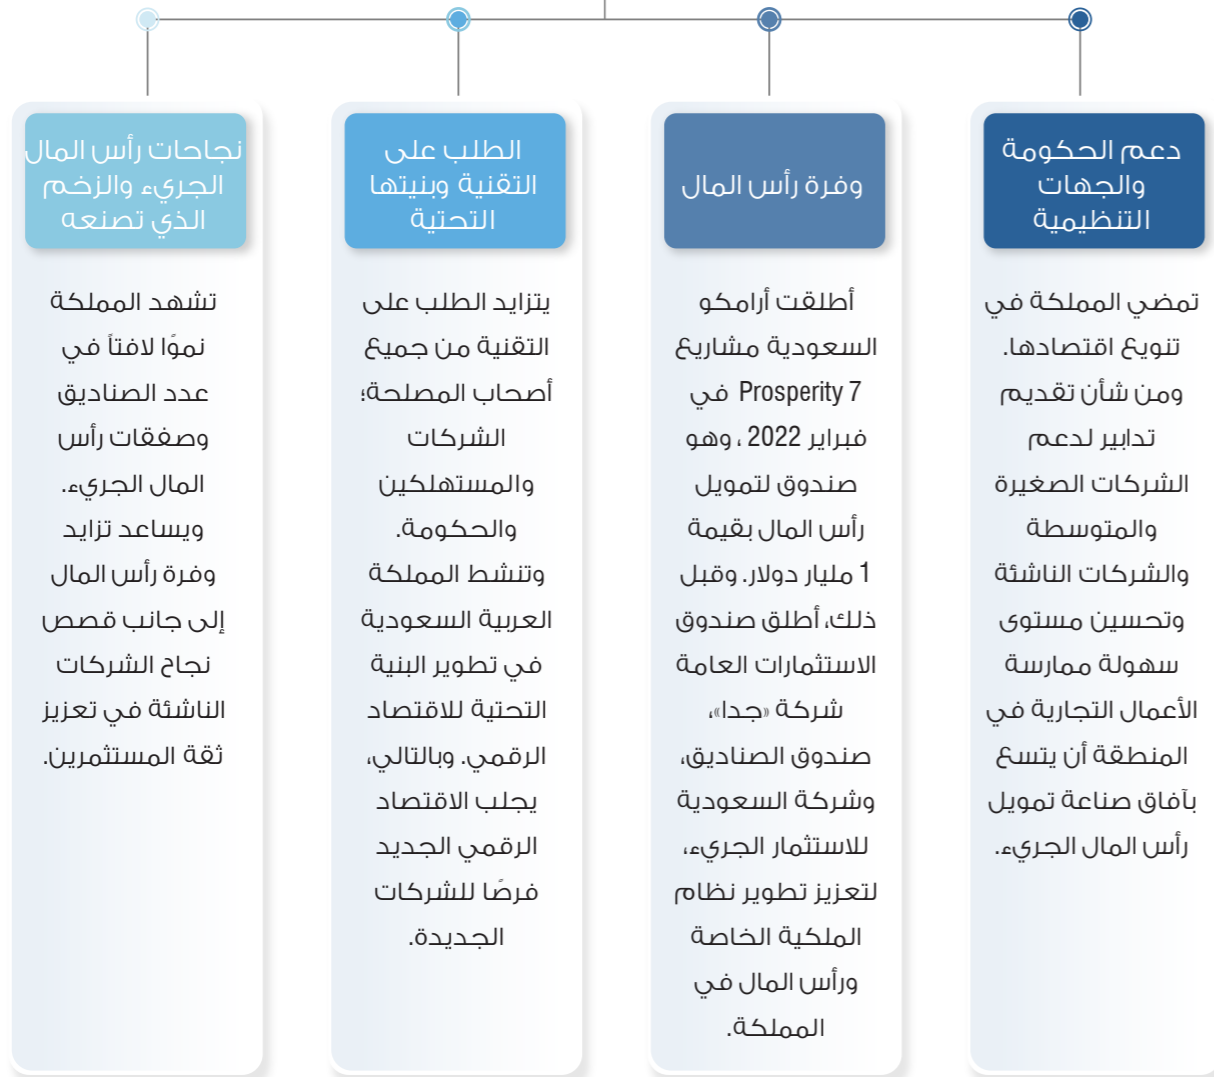 دعم الحكومة
والجهات
التنظيمية
تمضي المملكة في
تنويع اقتصادها.
ومن شأن تقديم
تدابير لدعم
الشركات الصغيرة
والمتوسطة
والشركات الناشئة
وتحسين مستوى
سهولة ممارسة
الأعمال التجارية في
المنطقة أن يتسع
بآفاق صناعة تمويل
رأس المال الجريء.
وفرة رأس المال
أطلقت أرامكو
السعودية مشاريع
Prosperity 7 في
فبراير 2022 ، وهو
صندوق لتمويل
رأس المال بقيمة
1 مليار دولار. وقبل
ذلك، أطلق صندوق
الاستثمارات العامة
شركة «جدا»،
صندوق الصناديق،
وشركة السعودية
للاستثمار الجريء،
لتعزيز تطوير نظام
الملكية الخاصة
ورأس المال في
المملكة.
الطلب على
التقنية وبنيتها
التحتية
يتزايد الطلب على
التقنية من جميع
أصحاب المصلحة؛
الشركات
والمستهلكين
والحكومة.
وتنشط المملكة
العربية السعودية
في تطوير البنية
التحتية للاقتصاد
الرقمي. وبالتالي،
يجلب الاقتصاد
الرقمي الجديد
فرصًا للشركات
الجديدة.
نجاحات رأس المال
الجريء والزخم
الذي تصنعه
تشهد المملكة
نموًا لافتاً في
عدد الصناديق
وصفقات رأس
المال الجريء.
ويساعد تزايد
وفرة رأس المال
إلى جانب قصص
نجاح الشركات
الناشئة في تعزيز
ثقة المستثمرين.